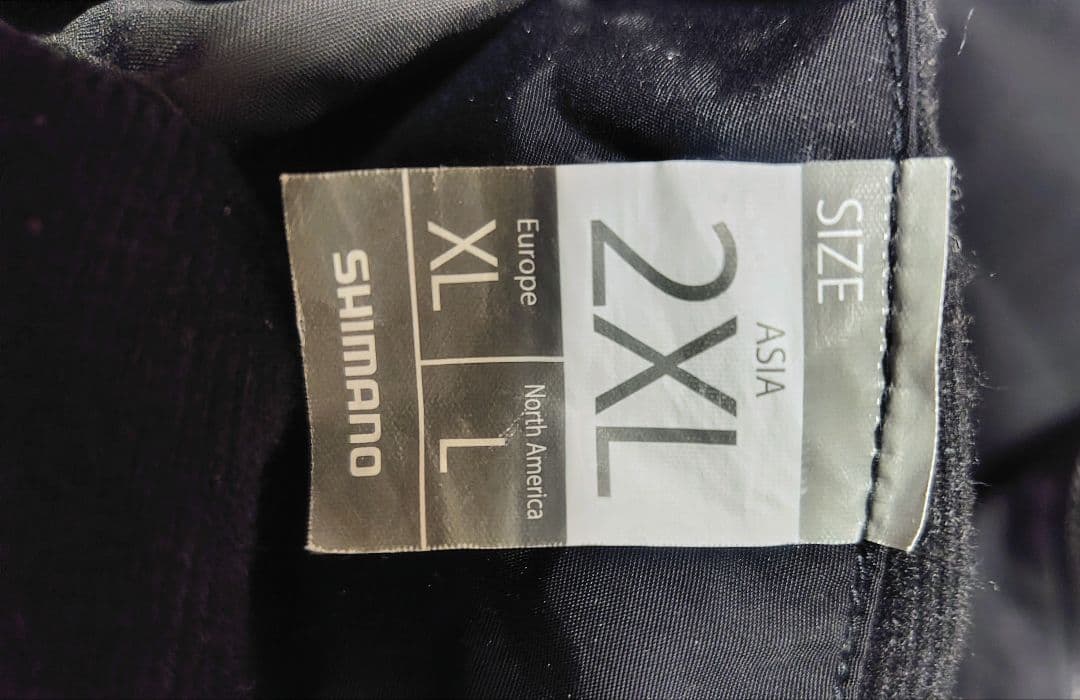 SIZE
ASIA
2XL
Europe
XL
North America
L
SHIMANO